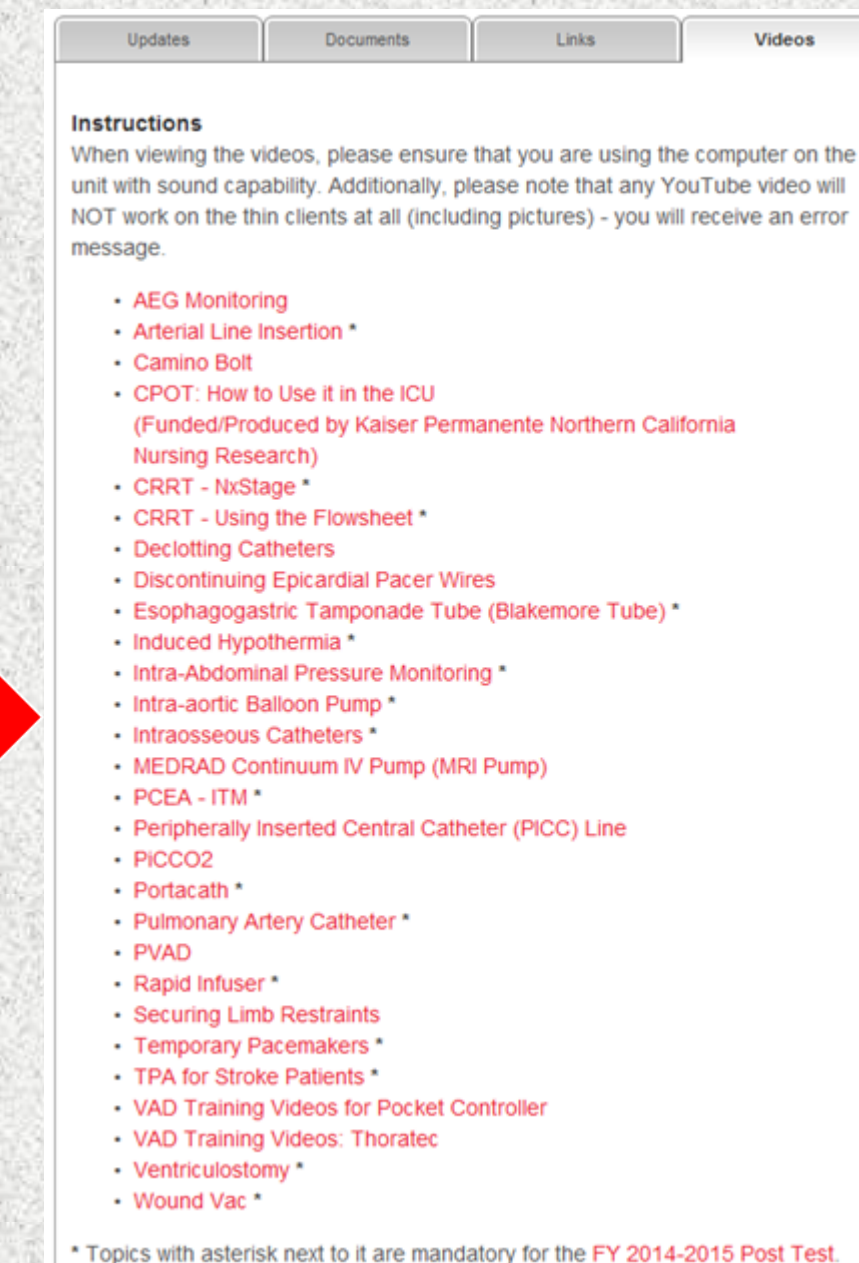 Updates
Documents
Links
Videos
Instructions
When viewing the videos, please ensure that you are using the computer on the
unit with sound capability. Additionally, please note that any YouTube video will
NOT work on the thin clients at all (including pictures) - you will receive an error
message.
• AEG Monitoring
• Arterial Line Insertion *
• Camino Bolt
• CPOT: How to Use it in the ICU
(Funded/Produced by Kaiser Permanente Northern California
Nursing Research)
• CRRT - NxStage *
• CRRT - Using the Flowsheet *
• Declotting Catheters
• Discontinuing Epicardial Pacer Wires
• Esophagogastric Tamponade Tube (Blakemore Tube) *
• Induced Hypothermia *
• Intra-Abdominal Pressure Monitoring *
• Intra-aortic Balloon Pump *
• Intraosseous Catheters *
• MEDRAD Continuum IV Pump (MRI Pump)
• PCEA - ITM *
• Peripherally Inserted Central Catheter (PICC) Line
• PiCCO2
• Portacath *
• Pulmonary Artery Catheter *
• PVAD
• Rapid Infuser *
• Securing Limb Restraints
• Temporary Pacemakers *
• TPA for Stroke Patients *
• VAD Training Videos for Pocket Controller
• VAD Training Videos: Thoratec
• Ventriculostomy *
• Wound Vac *
* Topics with asterisk next to it are mandatory for the FY 2014-2015 Post Test.